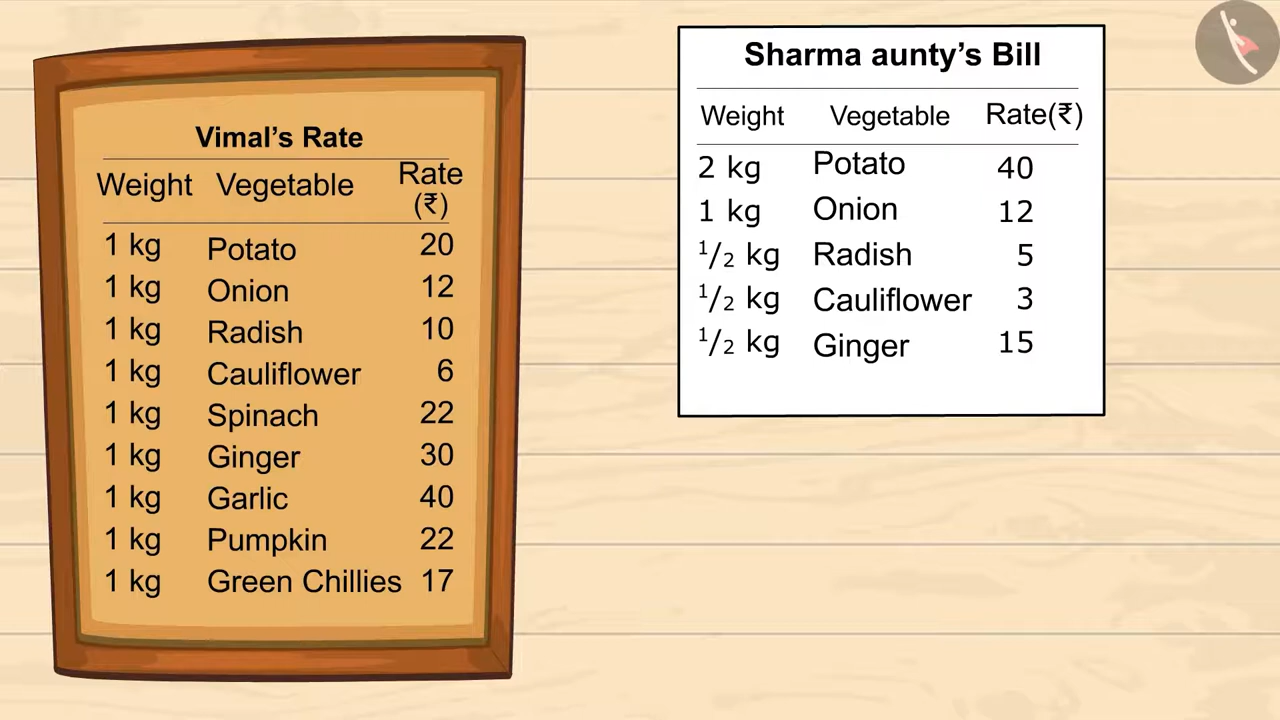 Vimal's Rate
Weight Vegetable Rate (₹)
1 kg Potato 20
1 kg Onion 12
1 kg Radish 10
1 kg Cauliflower 6
1 kg Spinach 22
1 kg Ginger 30
1 kg Garlic 40
1 kg Pumpkin 22
1 kg Green Chillies 17
Sharma aunty's Bill
Weight Vegetable Rate(₹)
2 kg Potato 40
1 kg Onion 12
1/2 kg Radish 5
1/2 kg Cauliflower 3
1/2 kg Ginger 15